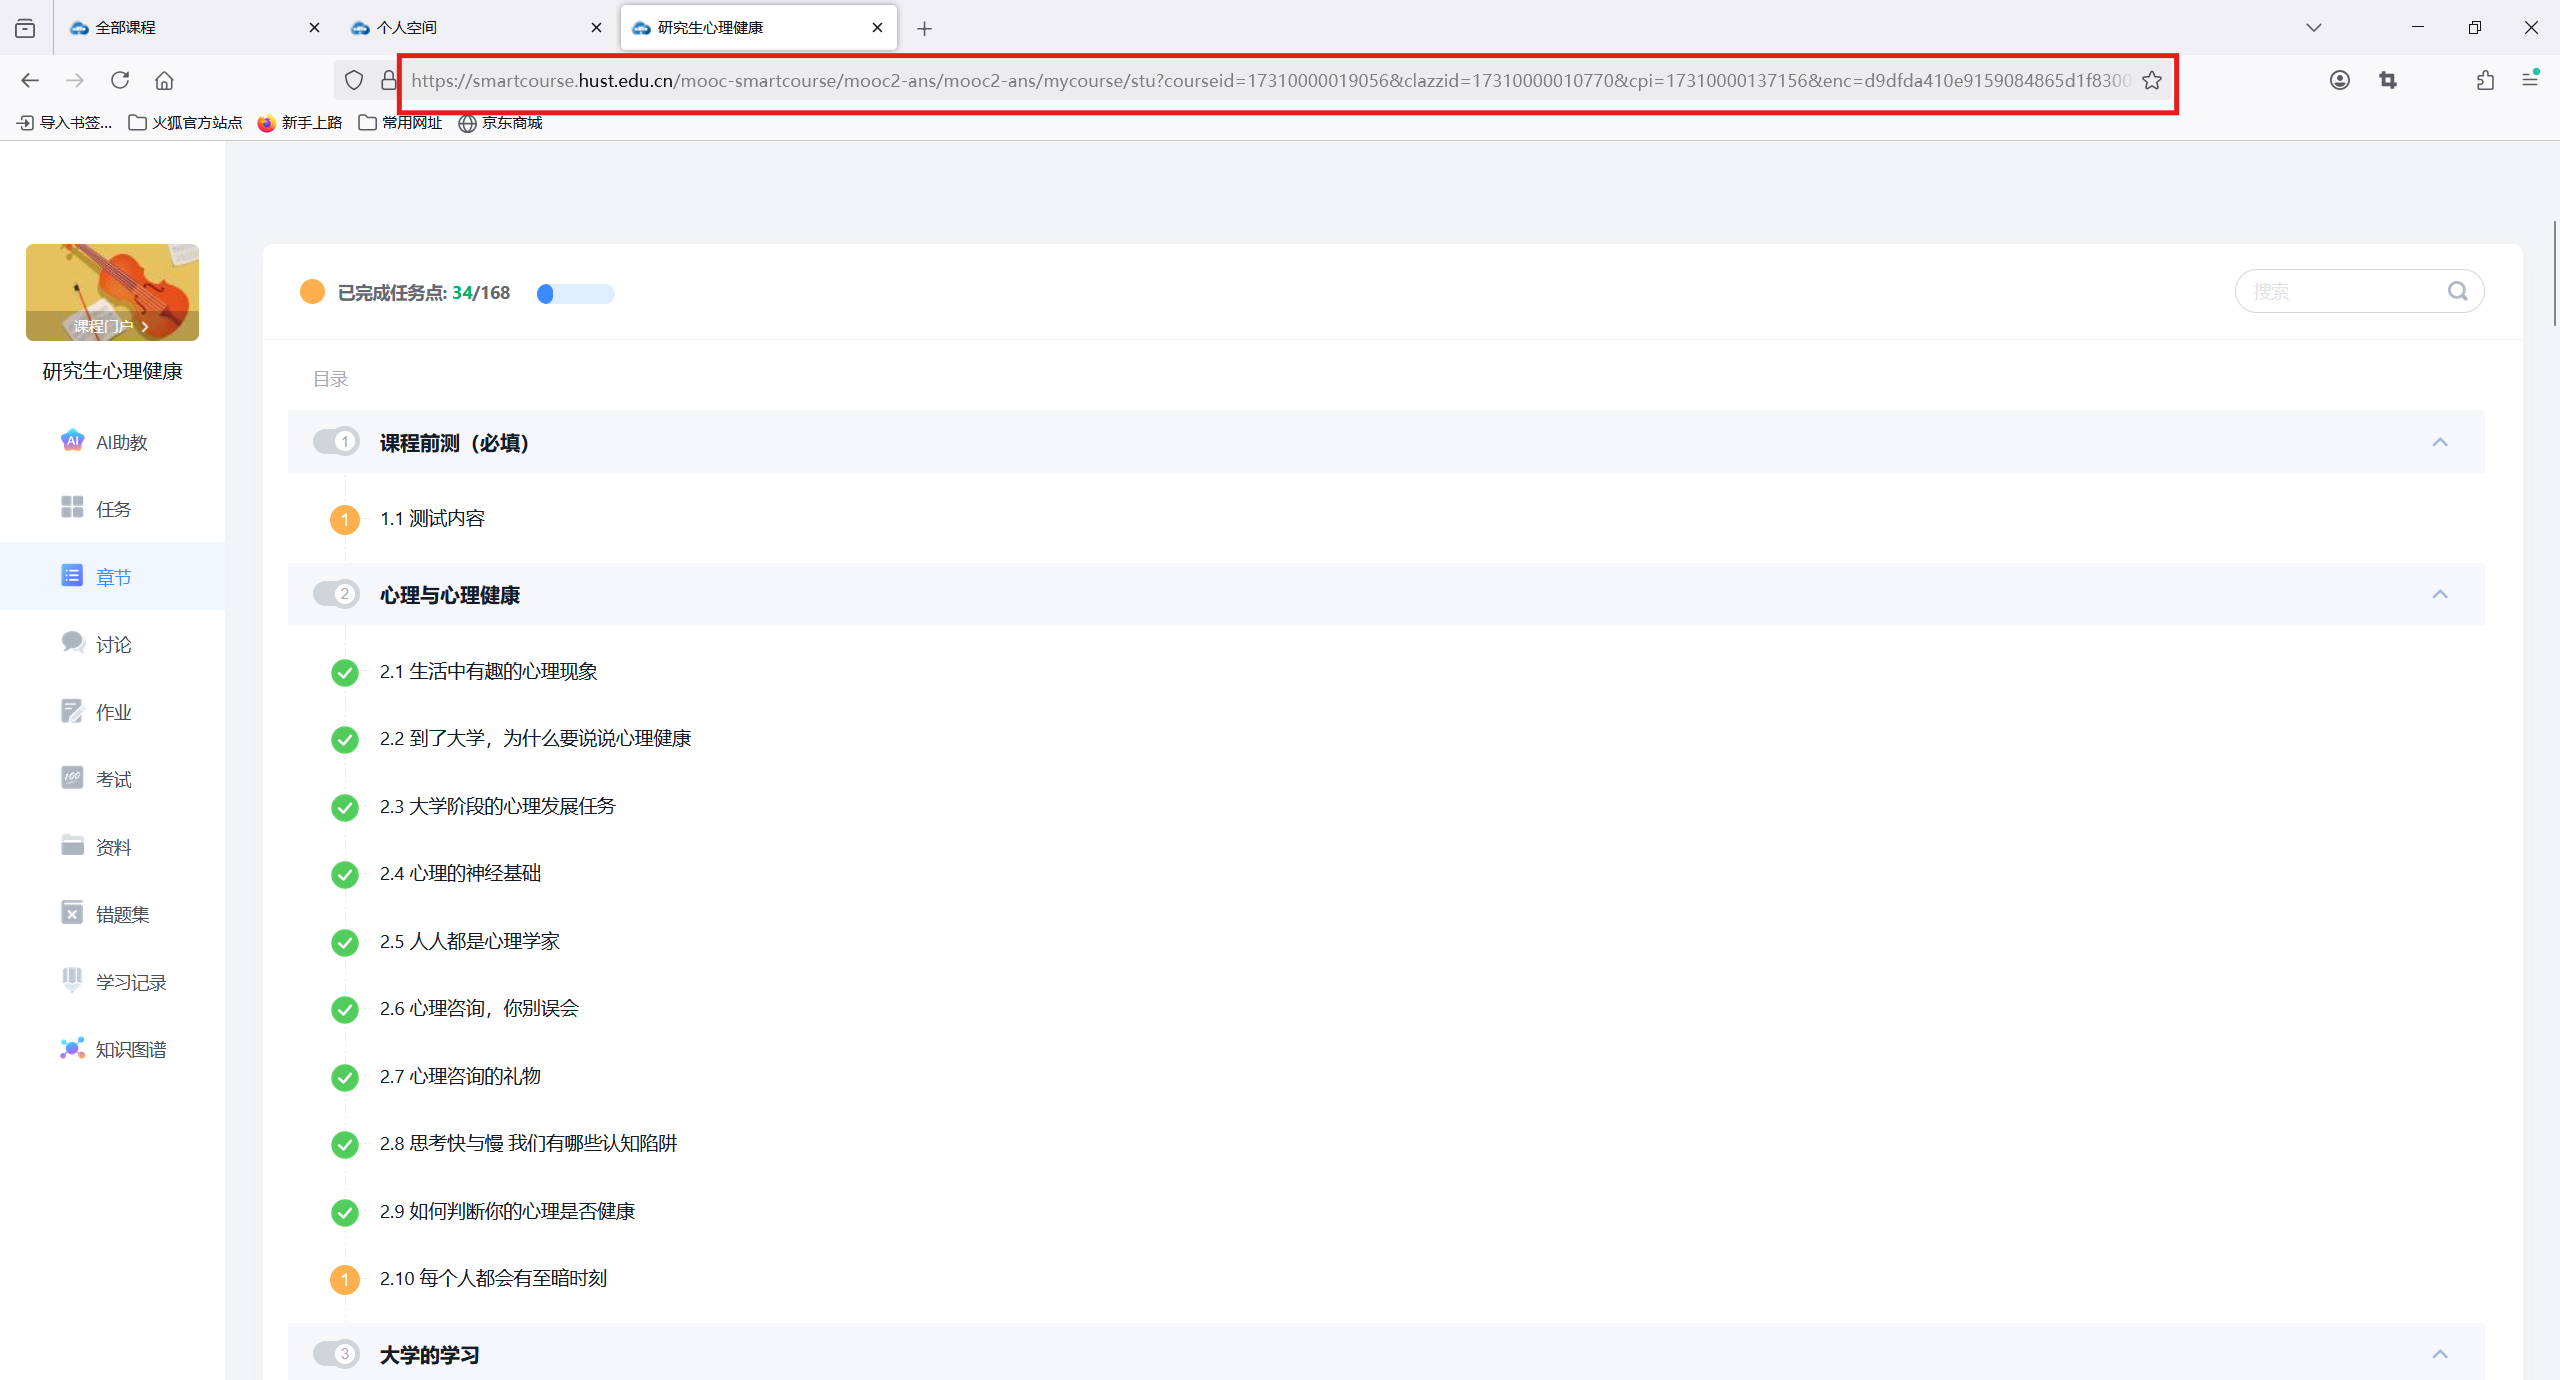 全部课程
个人空间
研究生心理健康
https://smartcourse.hust.edu.cn/mooc-smartcourse/mooc2-ans/mooc2-ans/mycourse/stu?courseid=17310000019056&clazzid=17310000010770&cpi=17310000137156&enc=d9dfda410e9159084865d1f8300
导入书签... 火狐官方站点 新手上路 常用网址 京东商城
课程门户 >
研究生心理健康
AI AI助教
任务
章节
讨论
作业
100 考试
资料
错题集
学习记录
知识图谱
已完成任务点: 34/168
搜索
目录
1 课程前测（必填）
1 1.1 测试内容
2 心理与心理健康
2.1 生活中有趣的心理现象
2.2 到了大学，为什么要说说心理健康
2.3 大学阶段的心理发展任务
2.4 心理的神经基础
2.5 人人都是心理学家
2.6 心理咨询，你别误会
2.7 心理咨询的礼物
2.8 思考快与慢 我们有哪些认知陷阱
2.9 如何判断你的心理是否健康
1 2.10 每个人都会有至暗时刻
3 大学的学习